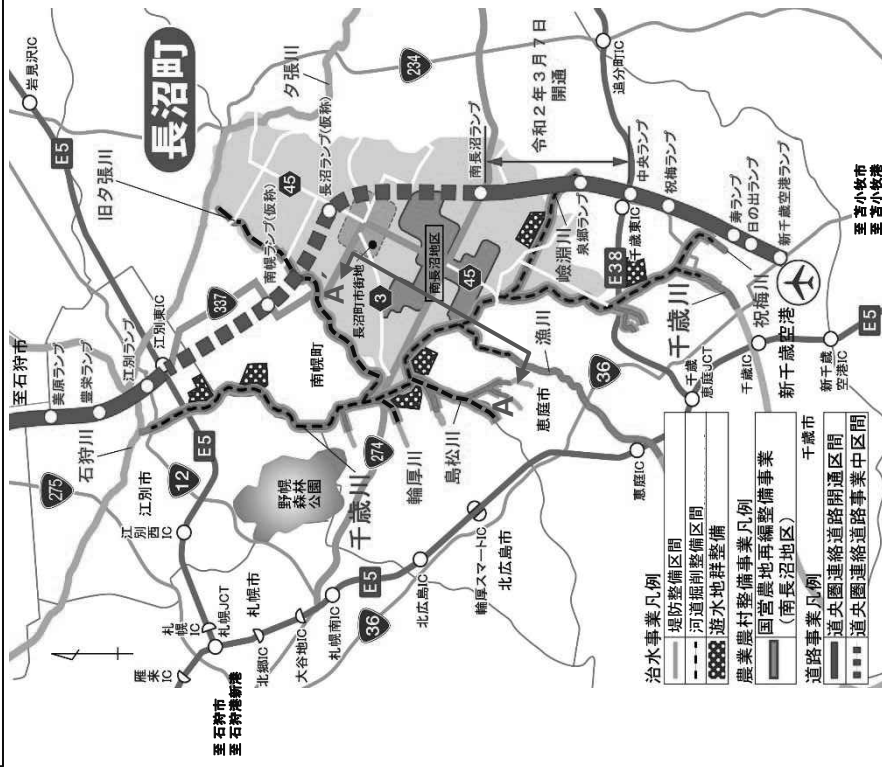 長沼町
岩見沢IC
E5
夕張川
旧夕張川
234
令和2年3月7日
開通
追分町IC
45
長沼ランプ(仮称)
南幌ランプ(仮称)
南長沼ランプ
中央ランプ
祝梅ランプ
寿ランプ
日の出ランプ
新千歳空港ランプ
至 苫小牧市
至 苫小牧港
泉郷ランプ
千歳東IC
嶮淵川
E38
長沼町市街地
南長沼地区
45
3
A'
A
337
江別東IC
江別ランプ
豊栄ランプ
美原ランプ
至石狩市
石狩川
南幌町
275
江別市
12
E5
江別西IC
野幌
森林
公園
千歳川
274
輪厚川
島松川
恵庭市
漁川
36
千歳川
祝梅川
新千歳空港
千歳IC
千歳
恵庭JCT
新千歳
空港IC
E5
恵庭IC
札幌IC
札幌JCT
雁来IC
札幌市
北郷IC
大谷地IC
札幌南IC
E5
36
北広島IC
輪厚スマートIC
北広島市
千歳市
至 石狩市
至 石狩港新港
治水事業凡例
堤防整備区間
河道掘削整備区間
遊水地群整備
農業農村整備事業凡例
国営農地再編整備事業
(南長沼地区)
道路事業凡例
道央圏連絡道路開通区間
道央圏連絡道路事業中区間